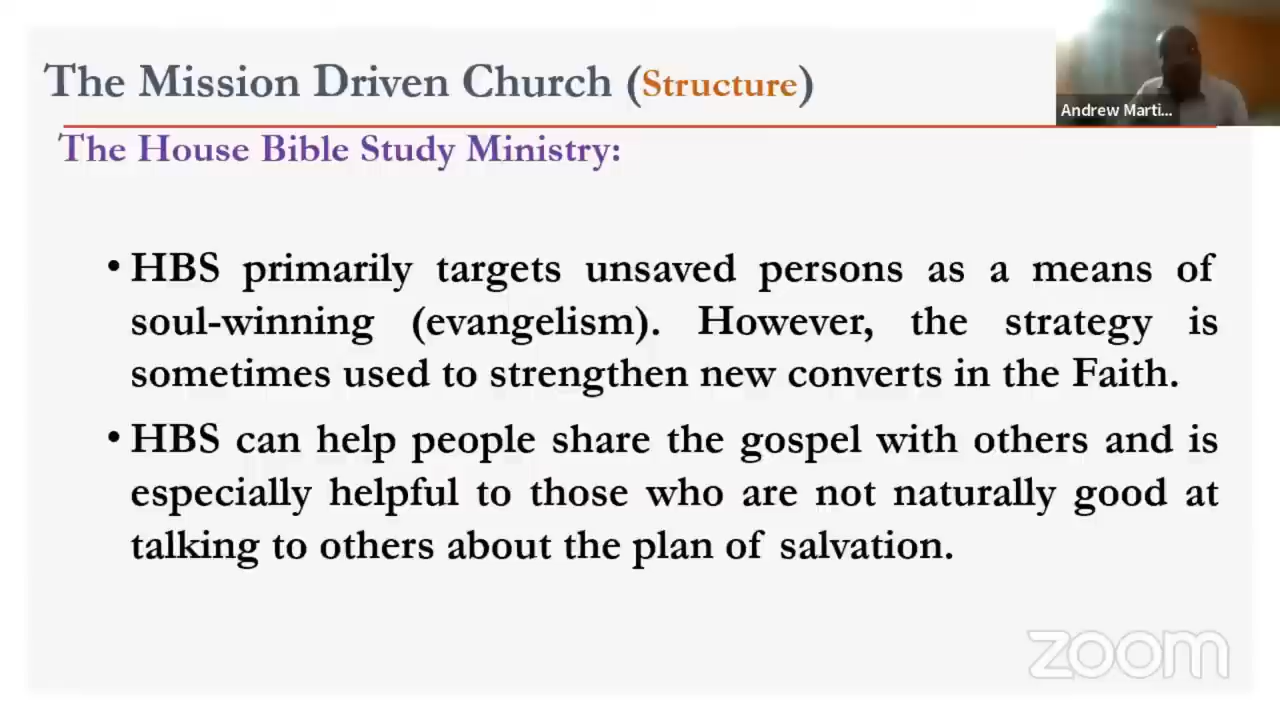 The Mission Driven Church (Structure)
Andrew Marti...
The House Bible Study Ministry:
• HBS primarily targets unsaved persons as a means of
soul-winning (evangelism). However, the strategy is
sometimes used to strengthen new converts in the Faith.
• HBS can help people share the gospel with others and is
especially helpful to those who are not naturally good at
talking to others about the plan of salvation.
zoom